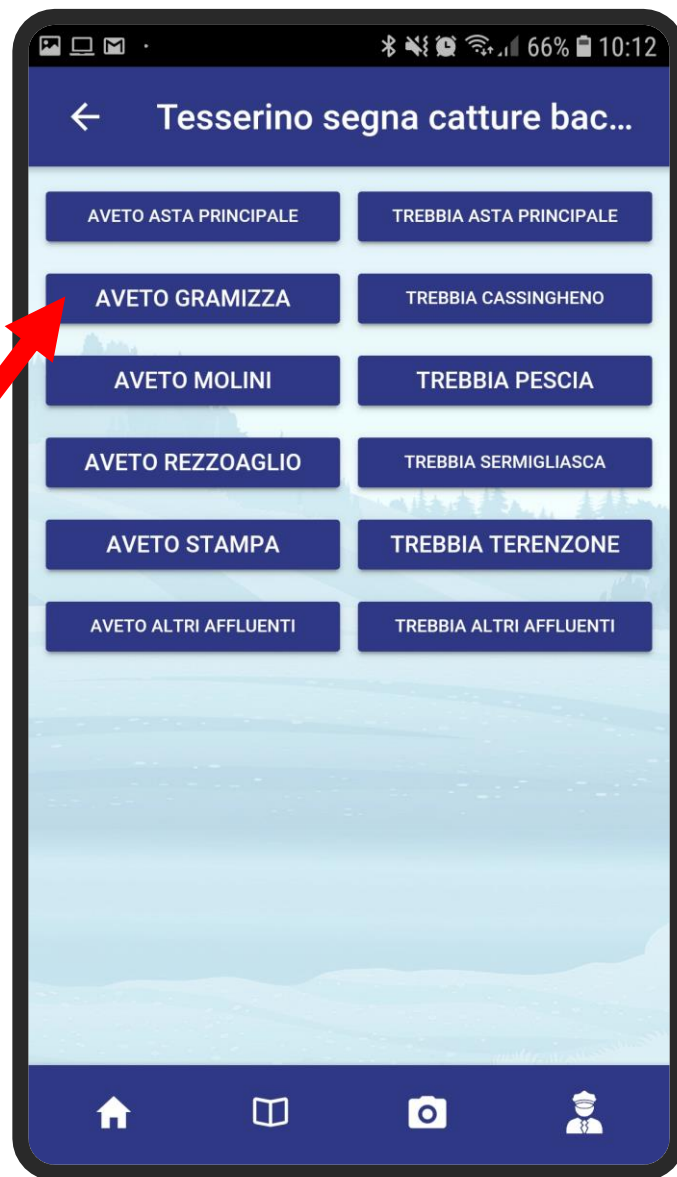 66% 10:12
Tesserino segna catture bac...
AVETO ASTA PRINCIPALE TREBBIA ASTA PRINCIPALE
AVETO GRAMIZZA TREBBIA CASSINGHENO
AVETO MOLINI TREBBIA PESCIA
AVETO REZZOAGLIO TREBBIA SERMIGLIASCA
AVETO STAMPA TREBBIA TERENZONE
AVETO ALTRI AFFLUENTI TREBBIA ALTRI AFFLUENTI